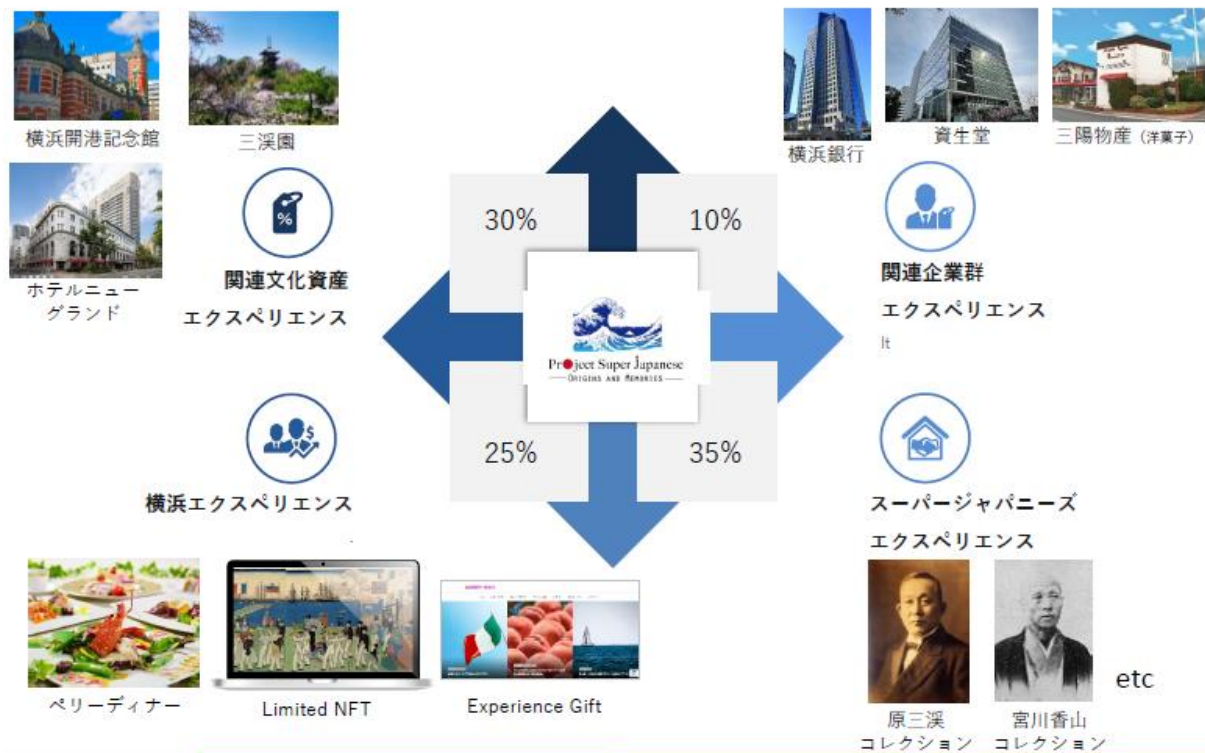 横浜開港記念館
三渓園
ホテルニュー
グランド
関連文化資産
エクスペリエンス
横浜銀行
資生堂
三陽物産（洋菓子）
関連企業群
エクスペリエンス
It
30%
10%
25%
35%
Project Super Japanese
ORIGINS AND MEMORIES
横浜エクスペリエンス
スーパージャパニーズ
エクスペリエンス
ペリーディナー
Limited NFT
Experience Gift
原三渓
コレクション
宮川香山
コレクション
etc